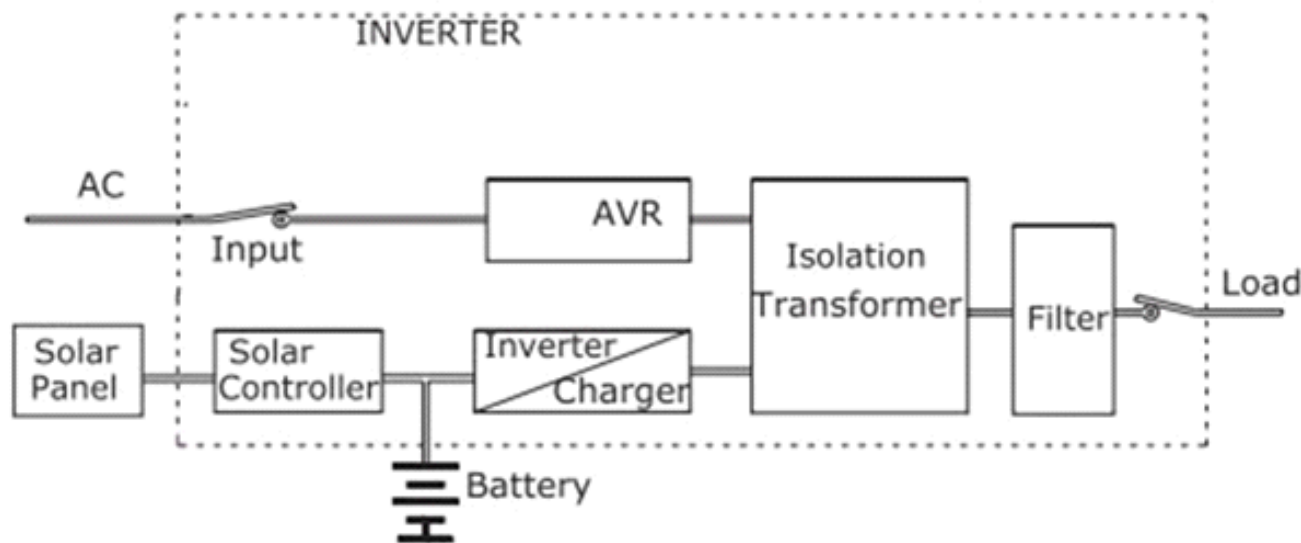 INVERTER
AC
Input
AVR
Isolation
Transformer
Filter
Load
Solar
Panel
Solar
Controller
Inverter
Charger
Battery